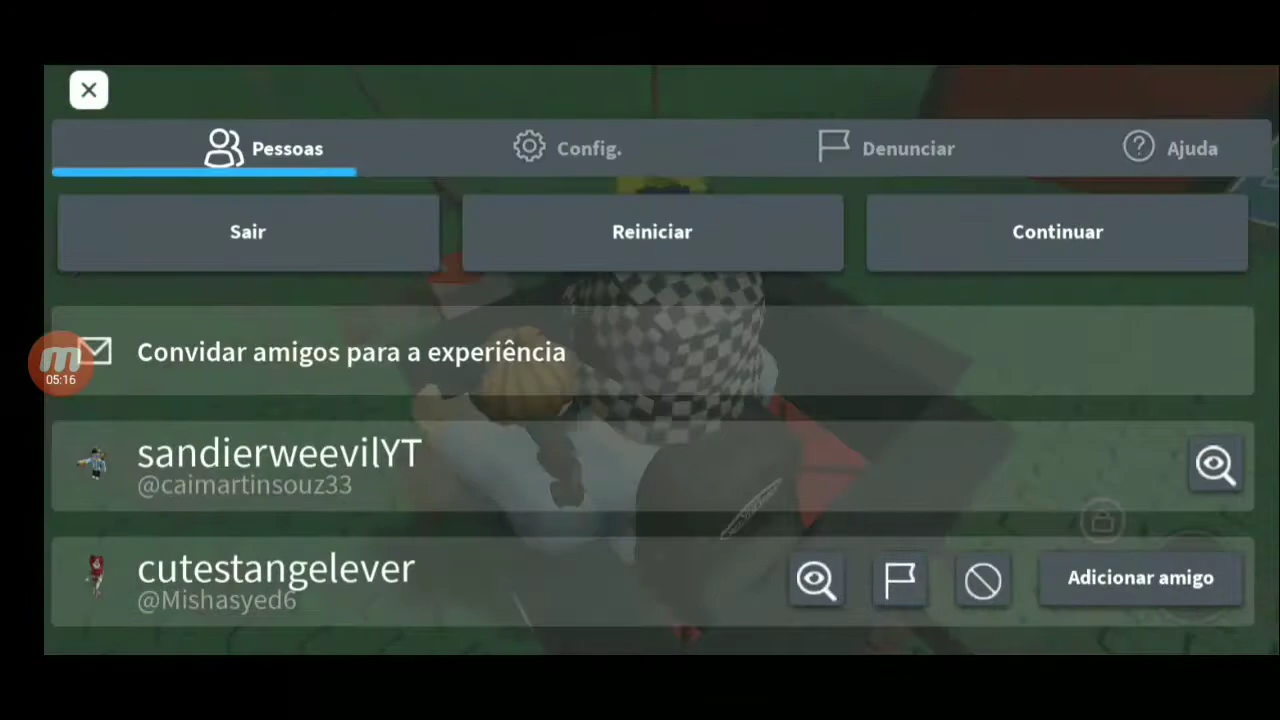 Pessoas
Config.
Denunciar
Ajuda
Sair
Reiniciar
Continuar
Convidar amigos para a experiência
05:16
sandierweevilYT
@caimartinsouz33
cutestangelever
@Mishasyed6
Adicionar amigo